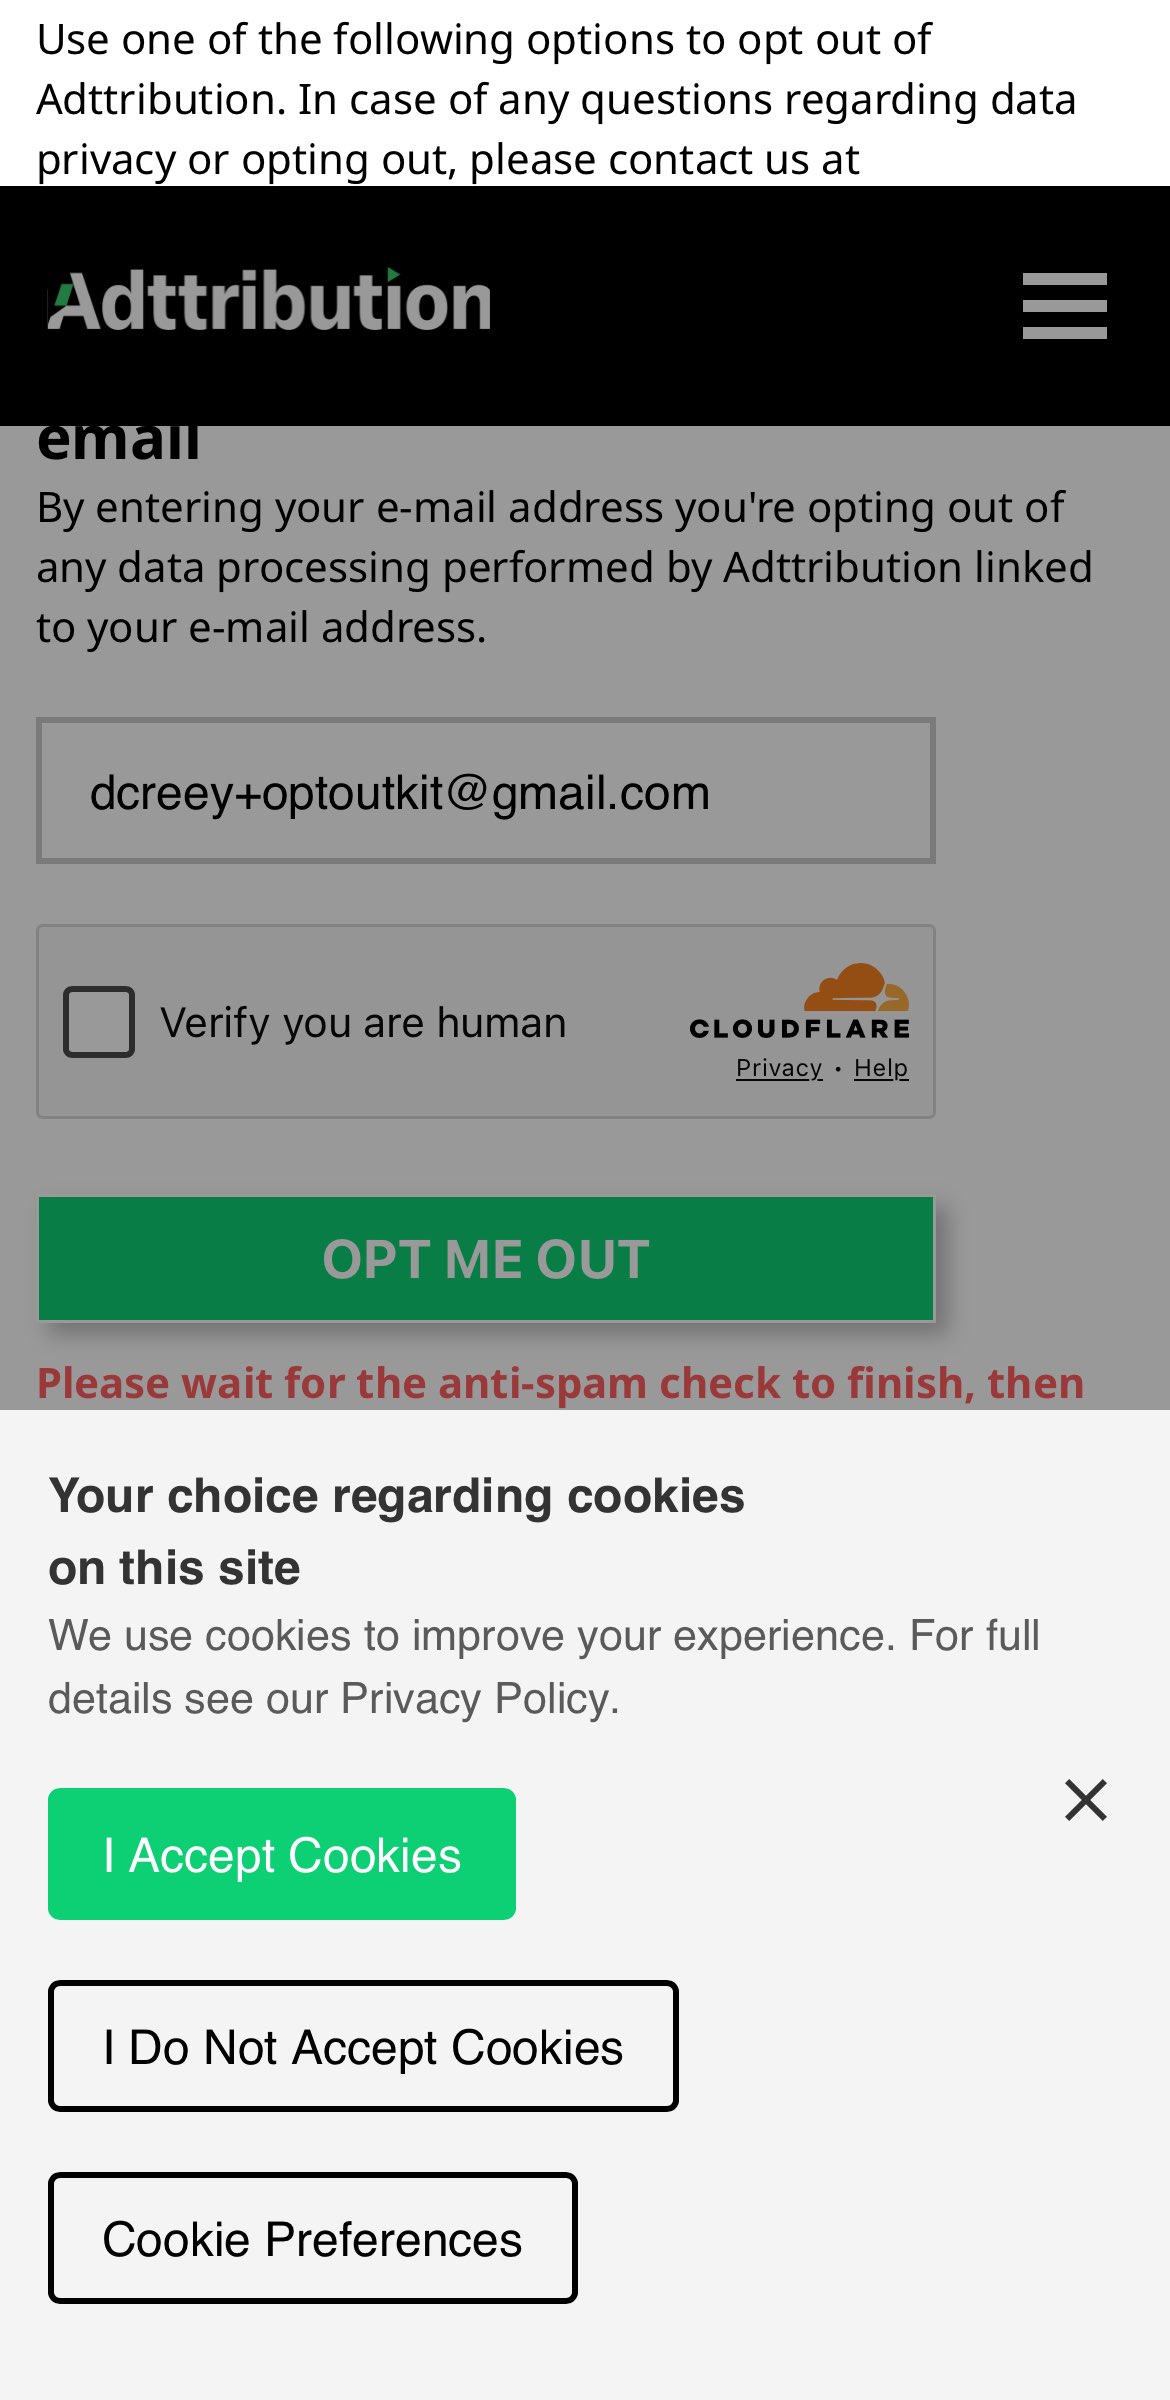 Use one of the following options to opt out of
Adttribution. In case of any questions regarding data
privacy or opting out, please contact us at
Adttribution
email
By entering your e-mail address you're opting out of
any data processing performed by Adttribution linked
to your e-mail address.
dcreey+optoutkit@gmail.com
Verify you are human
CLOUDFLARE
Privacy • Help
OPT ME OUT
Please wait for the anti-spam check to finish, then
Your choice regarding cookies
on this site
We use cookies to improve your experience. For full
details see our Privacy Policy.
I Accept Cookies
I Do Not Accept Cookies
Cookie Preferences